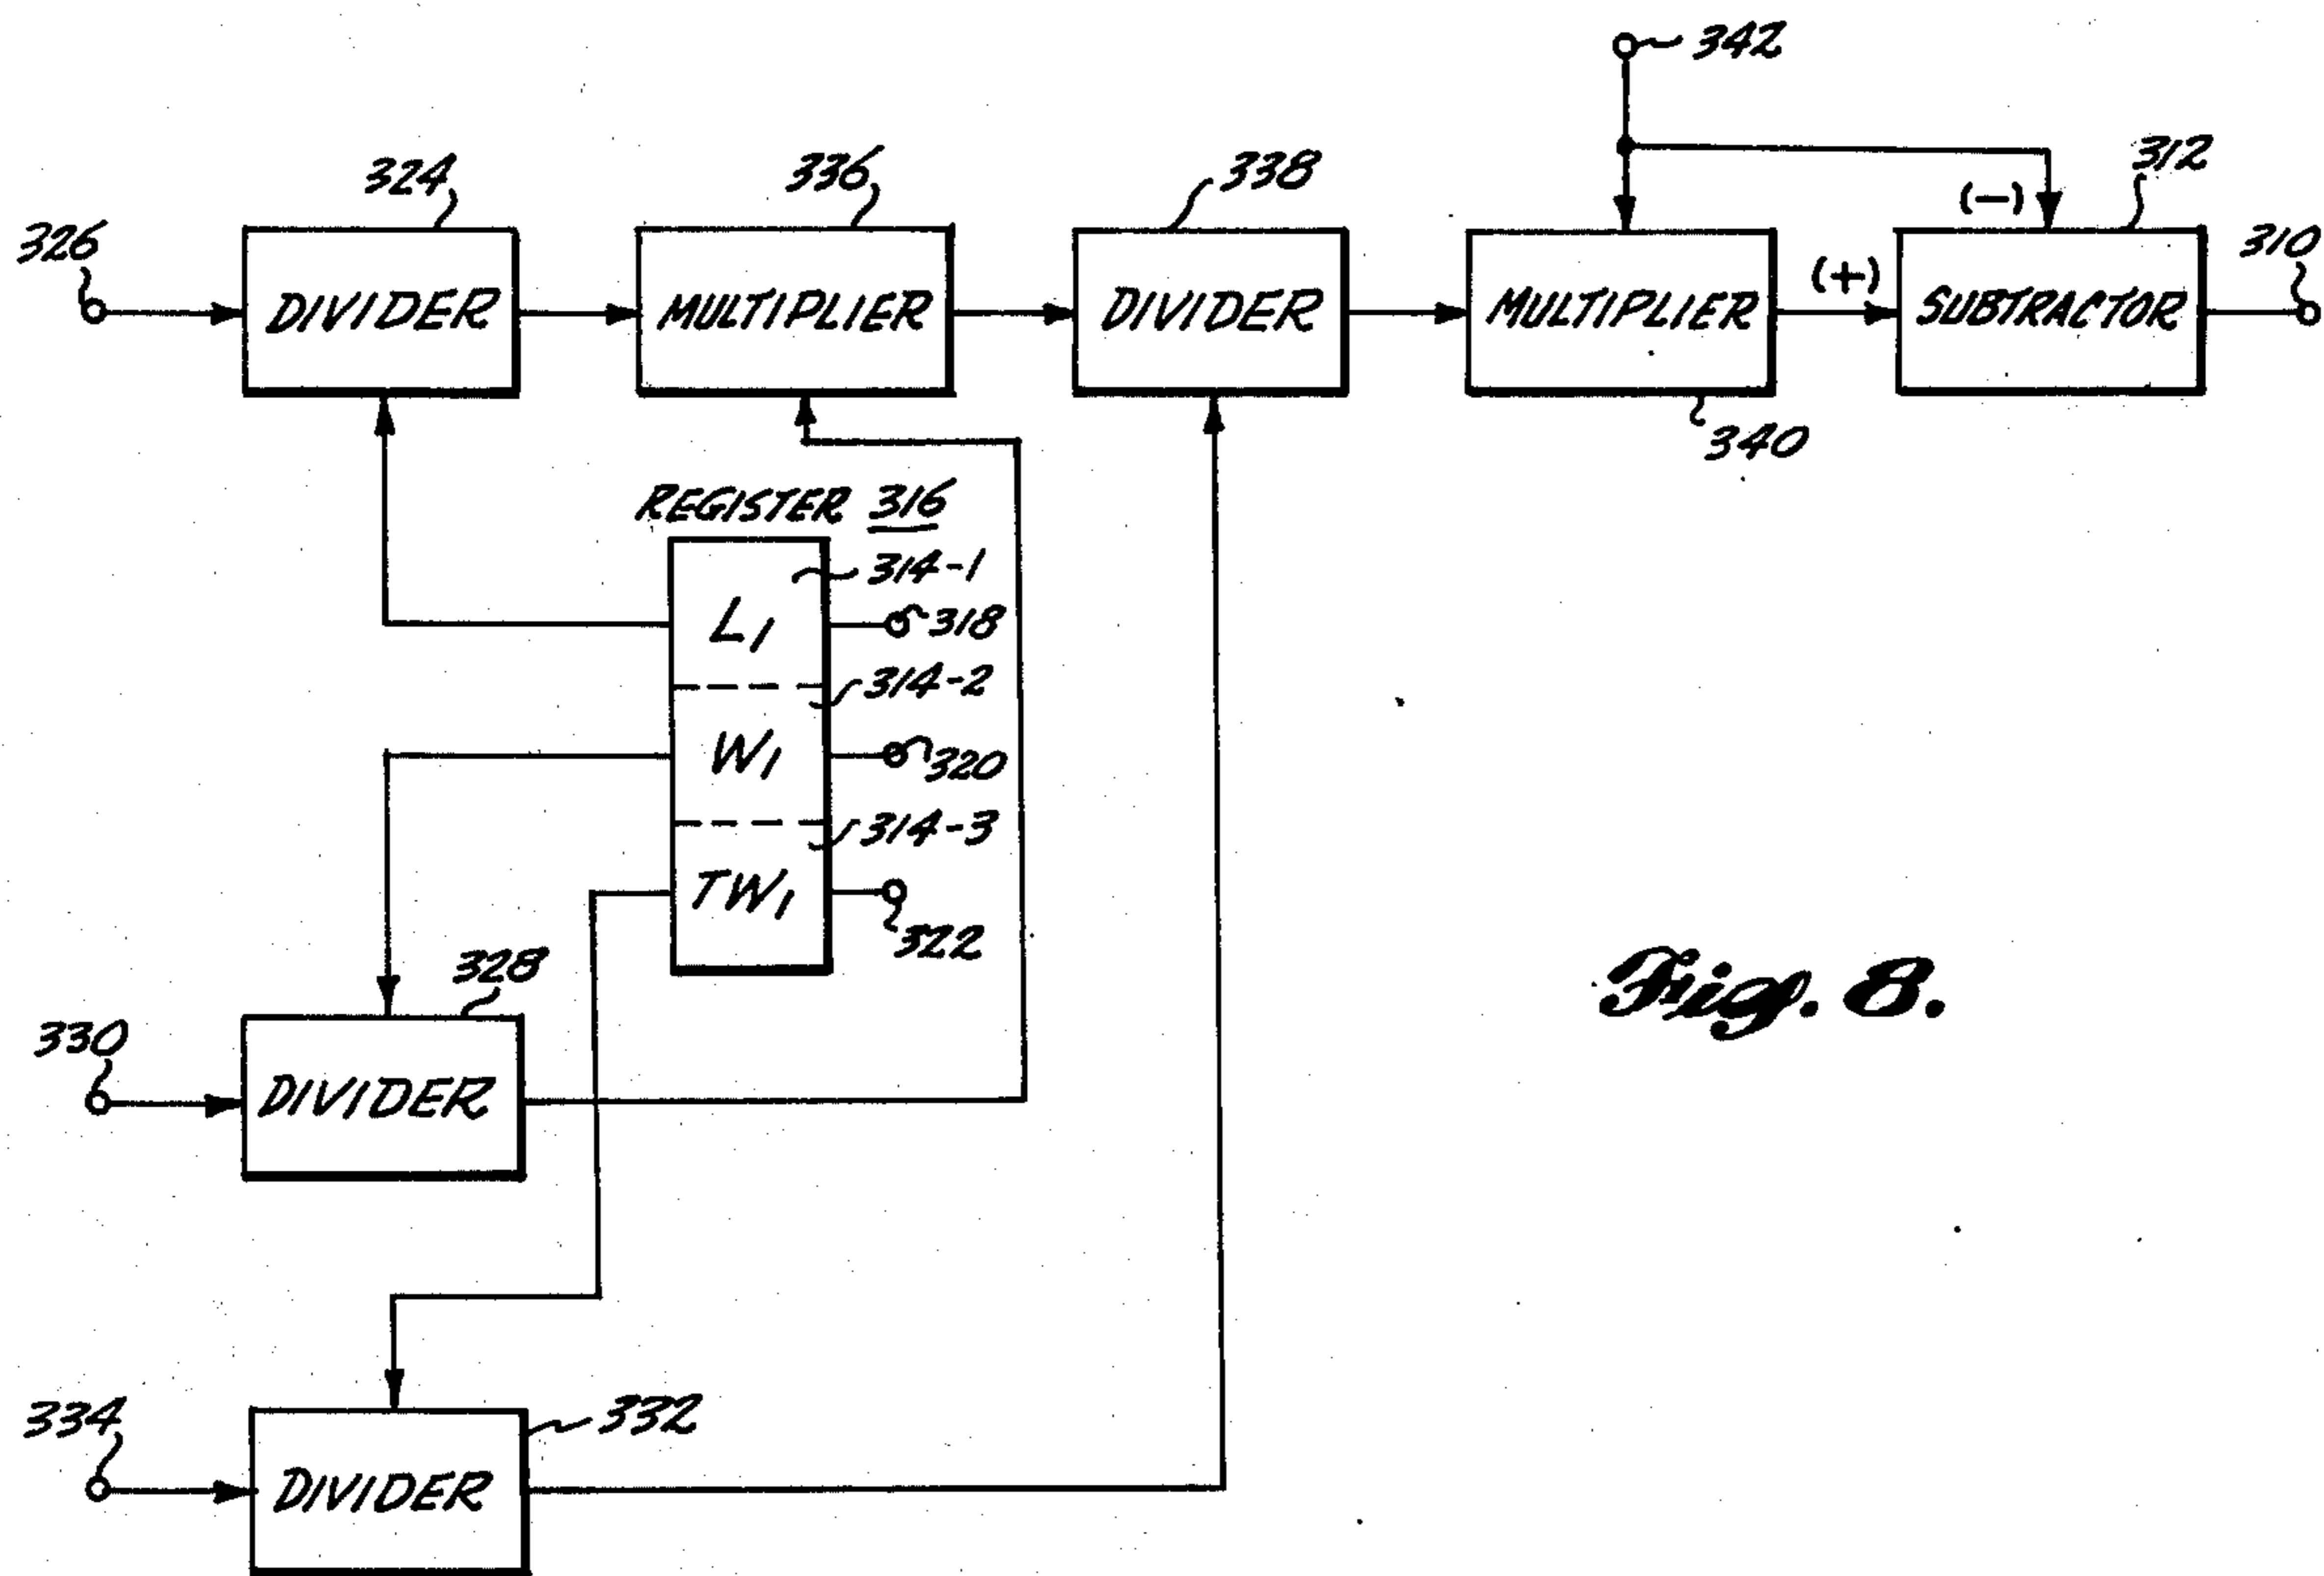 342
324
336
338
312
326
(−)
310
DIVIDER
MULTIPLIER
DIVIDER
MULTIPLIER
(+)
SUBTRACTOR
340
REGISTER 316
314-1
L1
318
314-2
W1
320
314-3
TW1
322
328
330
DIVIDER
Fig. 8.
334
332
DIVIDER